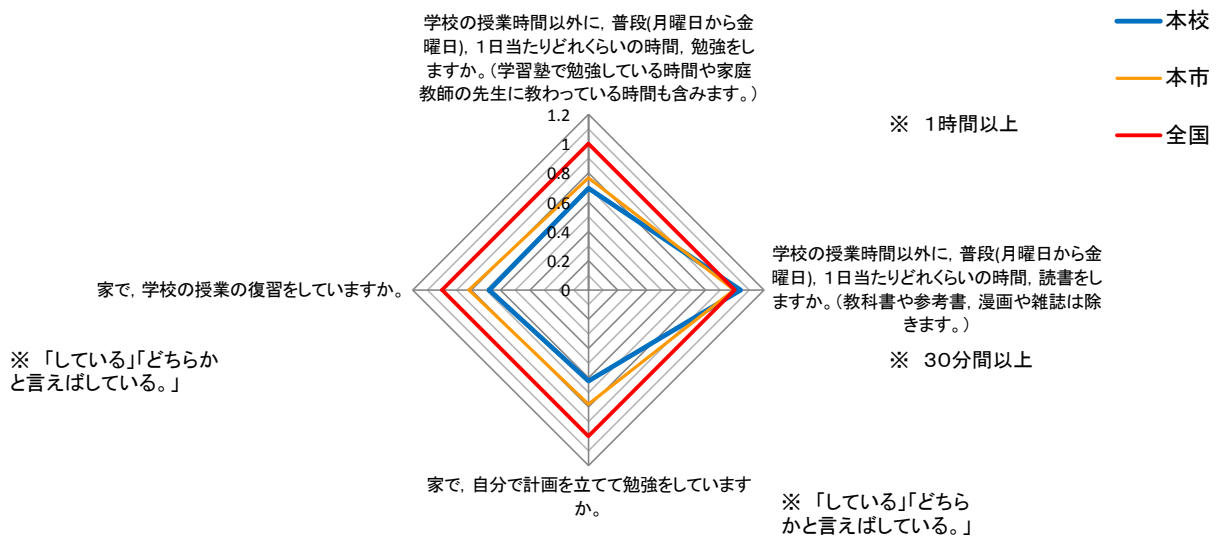 学校の授業時間以外に，普段(月曜日から金
曜日)，１日当たりどれくらいの時間，勉強をし
ますか。（学習塾で勉強している時間や家庭
教師の先生に教わっている時間も含みます。）
本校
本市
全国
※　１時間以上
1.2
1
0.8
0.6
0.4
0.2
0
学校の授業時間以外に，普段(月曜日から金
曜日)，１日当たりどれくらいの時間，読書をし
ますか。（教科書や参考書，漫画や雑誌は除
きます。）
※　３０分間以上
家で，学校の授業の復習をしていますか。
※　「している」「どちらか
と言えばしている。」
家で，自分で計画を立てて勉強をしています
か。
※　「している」「どちら
かと言えばしている。」